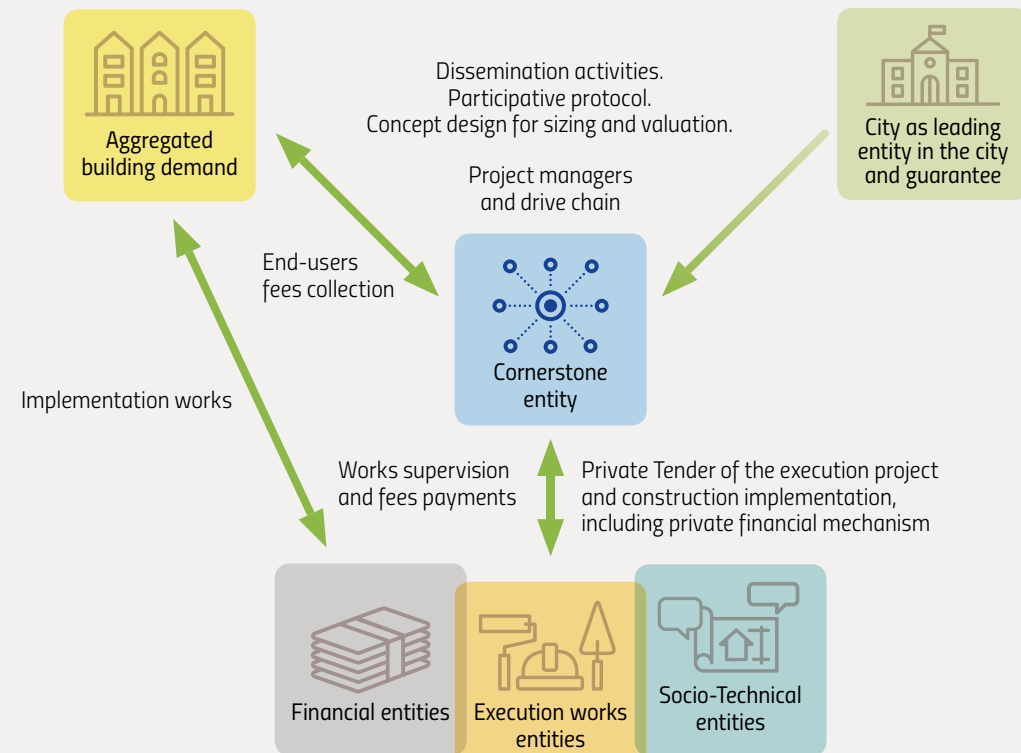 Aggregated
building demand
Dissemination activities.
Participative protocol.
Concept design for sizing and valuation.
Project managers
and drive chain
City as leading
entity in the city
and guarantee
End-users
fees collection
Cornerstone
entity
Implementation works
Works supervision
and fees payments
Private Tender of the execution project
and construction implementation,
including private financial mechanism
Financial entities
Execution works
entities
Socio-Technical
entities